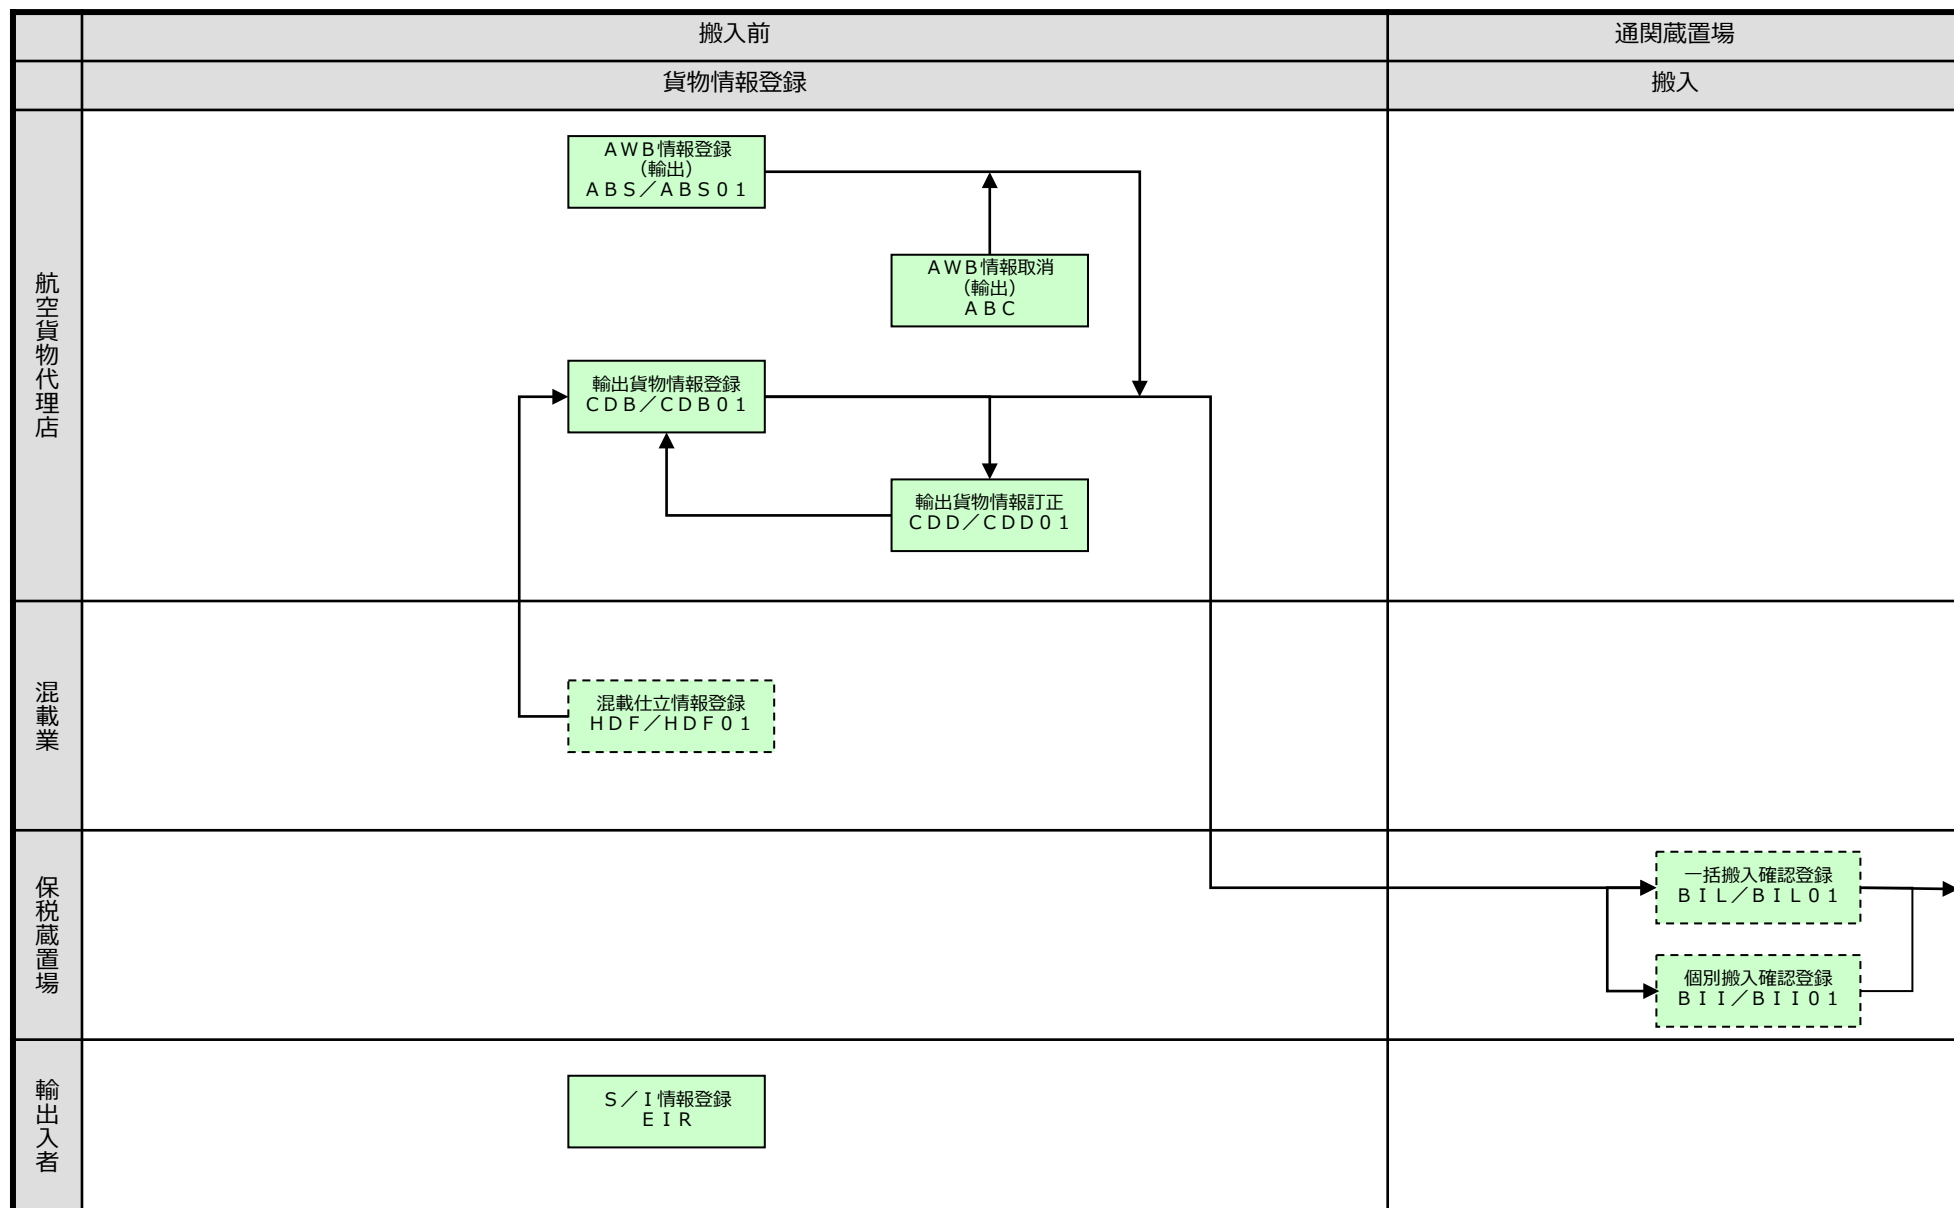 搬入前
通関蔵置場
貨物情報登録
搬入
航空貨物代理店
ＡＷＢ情報登録
（輸出）
ＡＢＳ／ＡＢＳ０１
ＡＷＢ情報取消
（輸出）
ＡＢＣ
輸出貨物情報登録
ＣＤＢ／ＣＤＢ０１
輸出貨物情報訂正
ＣＤＤ／ＣＤＤ０１
混載業
混載仕立情報登録
ＨＤＦ／ＨＤＦ０１
保税蔵置場
一括搬入確認登録
ＢＩＬ／ＢＩＬ０１
個別搬入確認登録
ＢＩＩ／ＢＩＩ０１
輸出入者
Ｓ／Ｉ情報登録
ＥＩＲ